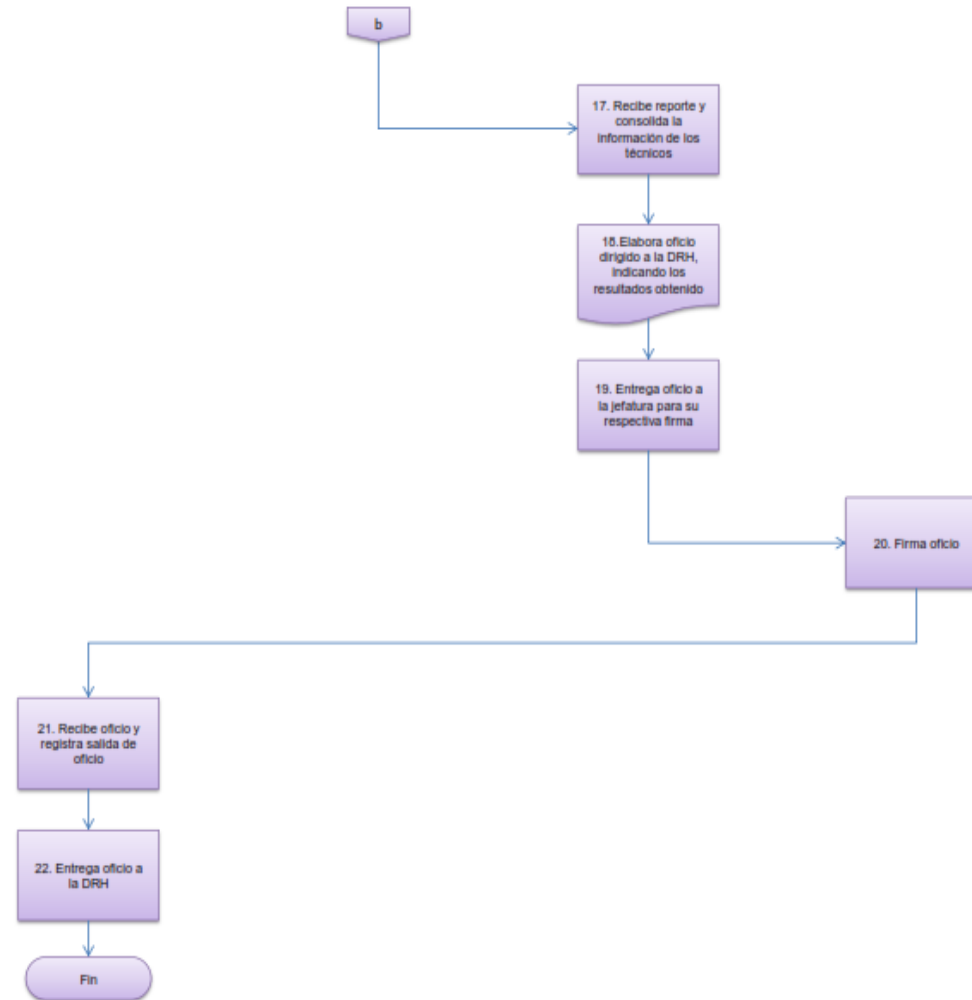 b
17. Recibe reporte y
consolida la
información de los
técnicos
18.Elabora oficio
dirigido a la DRH,
indicando los
resultados obtenido
19. Entrega oficio a
la jefatura para su
respectiva firma
20. Firma oficio
21. Recibe oficio y
registra salida de
oficio
22. Entrega oficio a
la DRH
Fin